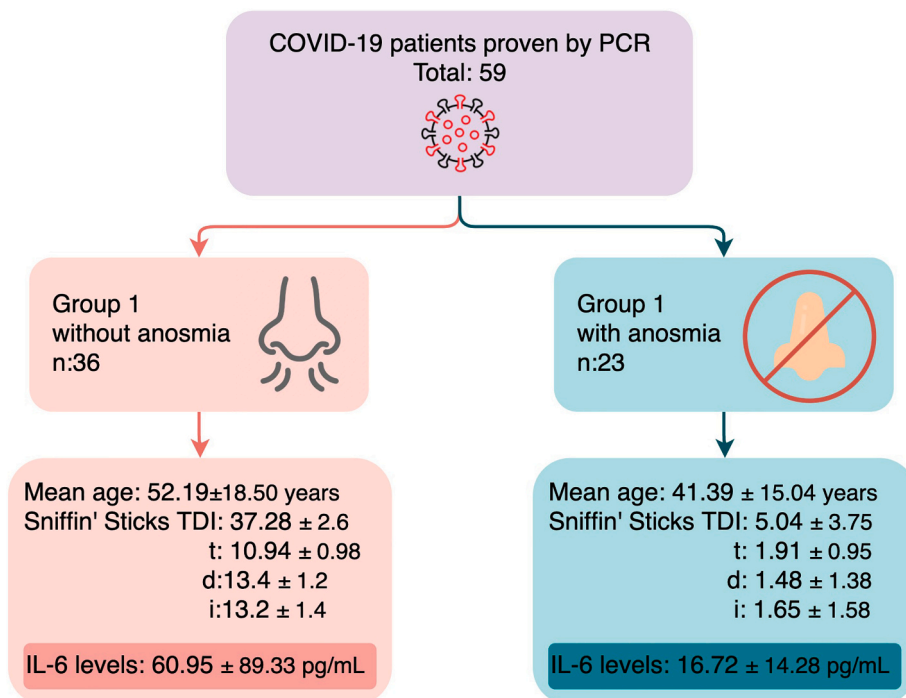 COVID-19 patients proven by PCR
Total: 59
Group 1
without anosmia
n:36
Group 1
with anosmia
n:23
Mean age: 52.19±18.50 years
Sniffin' Sticks TDI: 37.28 ± 2.6
t: 10.94 ± 0.98
d:13.4 ± 1.2
i:13.2 ± 1.4
IL-6 levels: 60.95 ± 89.33 pg/mL
Mean age: 41.39 ± 15.04 years
Sniffin' Sticks TDI: 5.04 ± 3.75
t: 1.91 ± 0.95
d: 1.48 ± 1.38
i: 1.65 ± 1.58
IL-6 levels: 16.72 ± 14.28 pg/mL